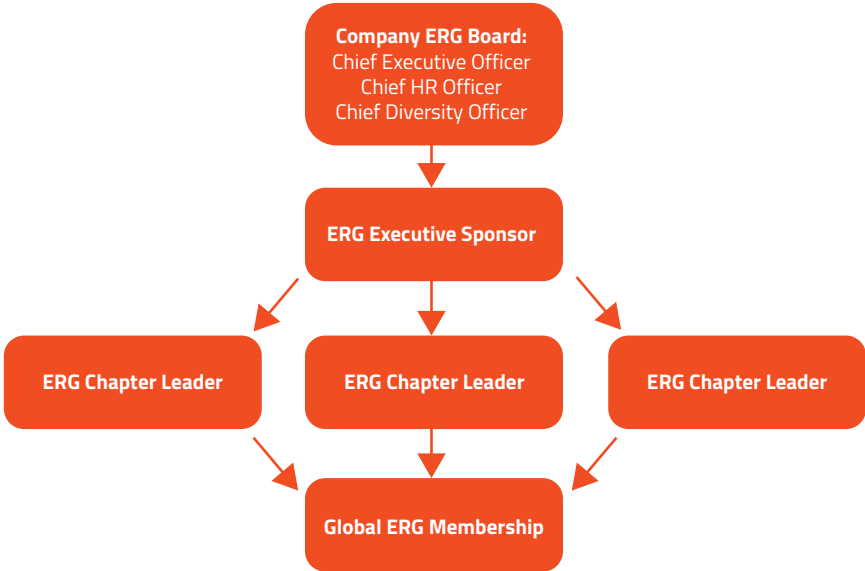 Company ERG Board:
Chief Executive Officer
Chief HR Officer
Chief Diversity Officer
ERG Executive Sponsor
ERG Chapter Leader
ERG Chapter Leader
ERG Chapter Leader
Global ERG Membership